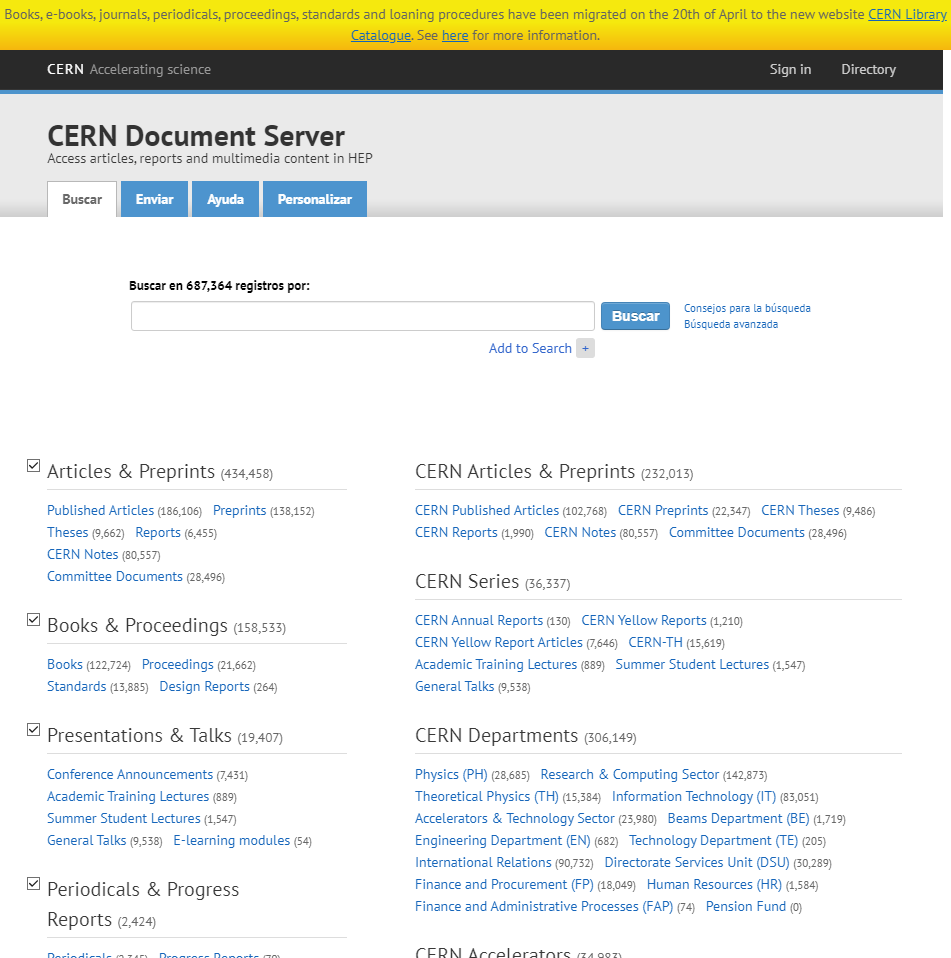 Books, e-books, journals, periodicals, proceedings, standards and loaning procedures have been migrated on the 20th of April to the new website CERN Library
Catalogue. See here for more information.
CERN Accelerating science
Sign in Directory
CERN Document Server
Access articles, reports and multimedia content in HEP
Buscar Enviar Ayuda Personalizar
Buscar en 687,364 registros por:
Buscar
Consejos para la búsqueda
Búsqueda avanzada
Add to Search +
Articles & Preprints (434,458)
Published Articles (186,106) Preprints (138,152)
Theses (9,662) Reports (6,455)
CERN Notes (80,557)
Committee Documents (28,496)
Books & Proceedings (158,533)
Books (122,724) Proceedings (21,662)
Standards (13,885) Design Reports (264)
Presentations & Talks (19,407)
Conference Announcements (7,431)
Academic Training Lectures (889)
Summer Student Lectures (1,547)
General Talks (9,538) E-learning modules (54)
Periodicals & Progress
Reports (2,424)
Periodicals (2,345) Progress Reports (79)
CERN Articles & Preprints (232,013)
CERN Published Articles (102,768) CERN Preprints (22,347) CERN Theses (9,486)
CERN Reports (1,990) CERN Notes (80,557) Committee Documents (28,496)
CERN Series (36,337)
CERN Annual Reports (130) CERN Yellow Reports (1,210)
CERN Yellow Report Articles (7,646) CERN-TH (15,619)
Academic Training Lectures (889) Summer Student Lectures (1,547)
General Talks (9,538)
CERN Departments (306,149)
Physics (PH) (28,685) Research & Computing Sector (142,873)
Theoretical Physics (TH) (15,384) Information Technology (IT) (83,051)
Accelerators & Technology Sector (23,980) Beams Department (BE) (1,719)
Engineering Department (EN) (682) Technology Department (TE) (205)
International Relations (90,732) Directorate Services Unit (DSU) (30,289)
Finance and Procurement (FP) (18,049) Human Resources (HR) (1,584)
Finance and Administrative Processes (FAP) (74) Pension Fund (0)
CERN Accelerators (34,983)